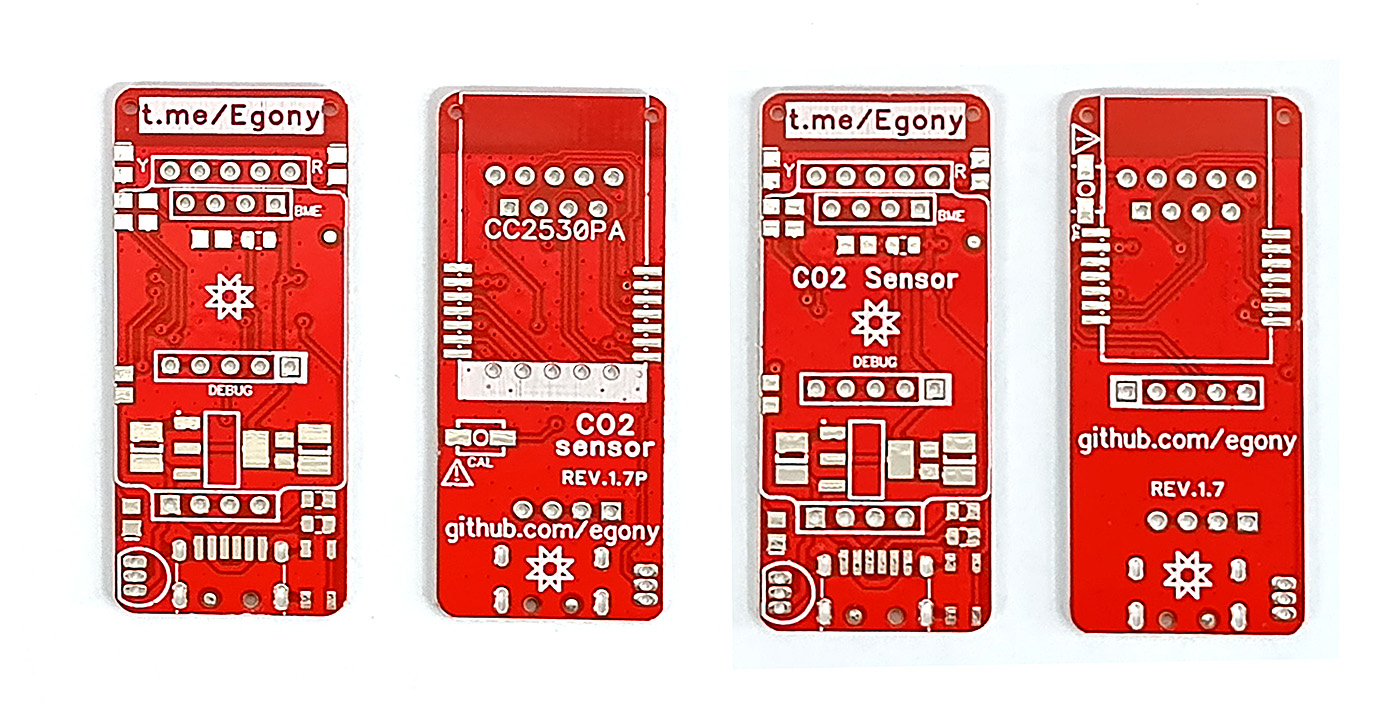 t.me/Egony
Y R
BME
DEBUG
CC2530PA
CO2
sensor
CAL
REV.1.7P
github.com/egony
t.me/Egony
Y R
BME
CO2 Sensor
DEBUG
CAL
github.com/egony
REV.1.7